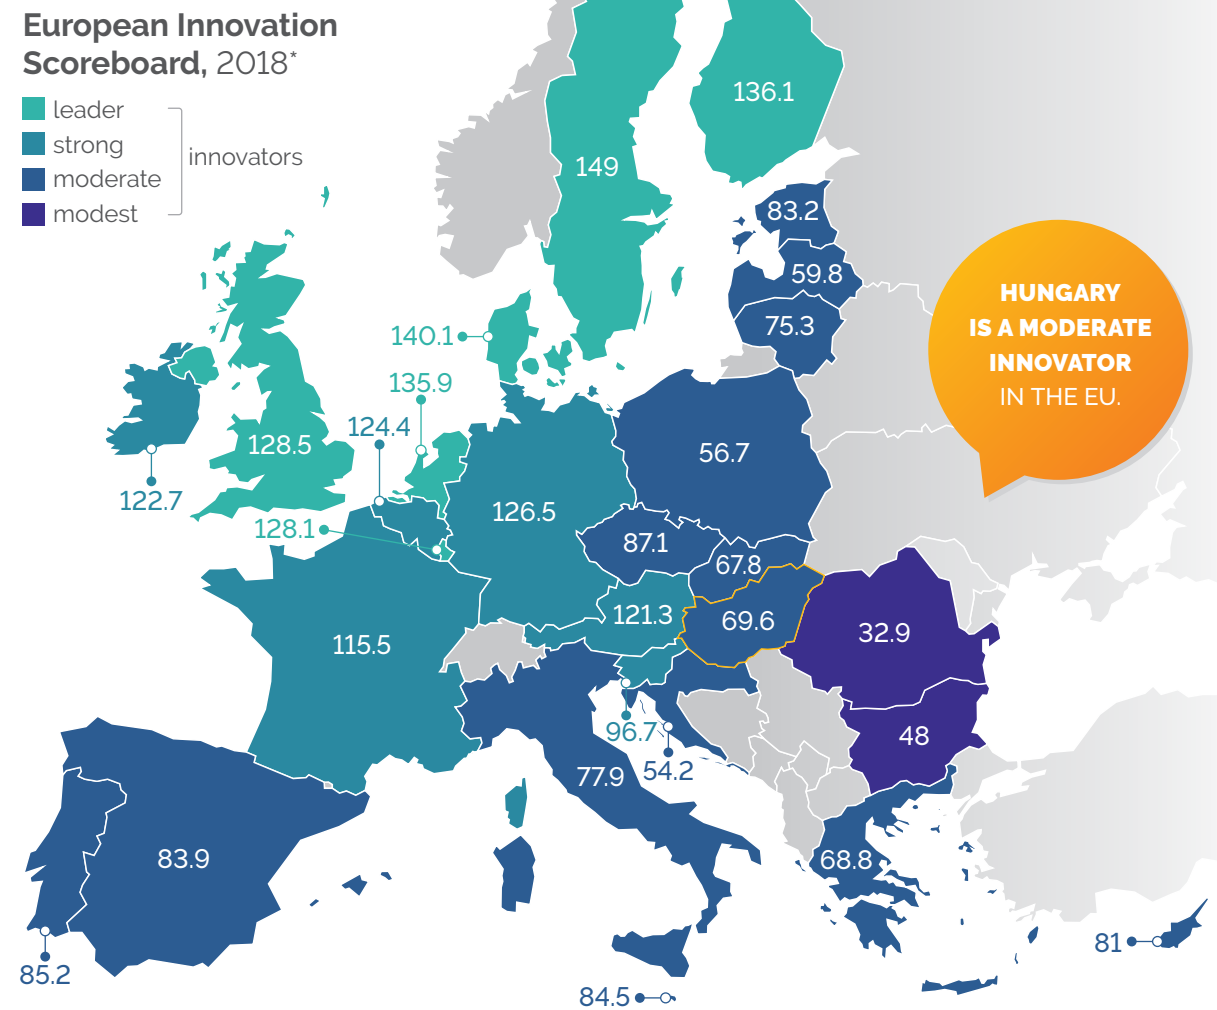 European Innovation
Scoreboard, 2018*
leader
strong
moderate
modest
innovators
149
136.1
83.2
59.8
75.3
HUNGARY
IS A MODERATE
INNOVATOR
IN THE EU.
140.1
135.9
124.4
128.5
122.7
128.1
126.5
56.7
87.1
67.8
121.3
69.6
115.5
32.9
96.7
54.2
48
77.9
83.9
68.8
85.2
84.5
81